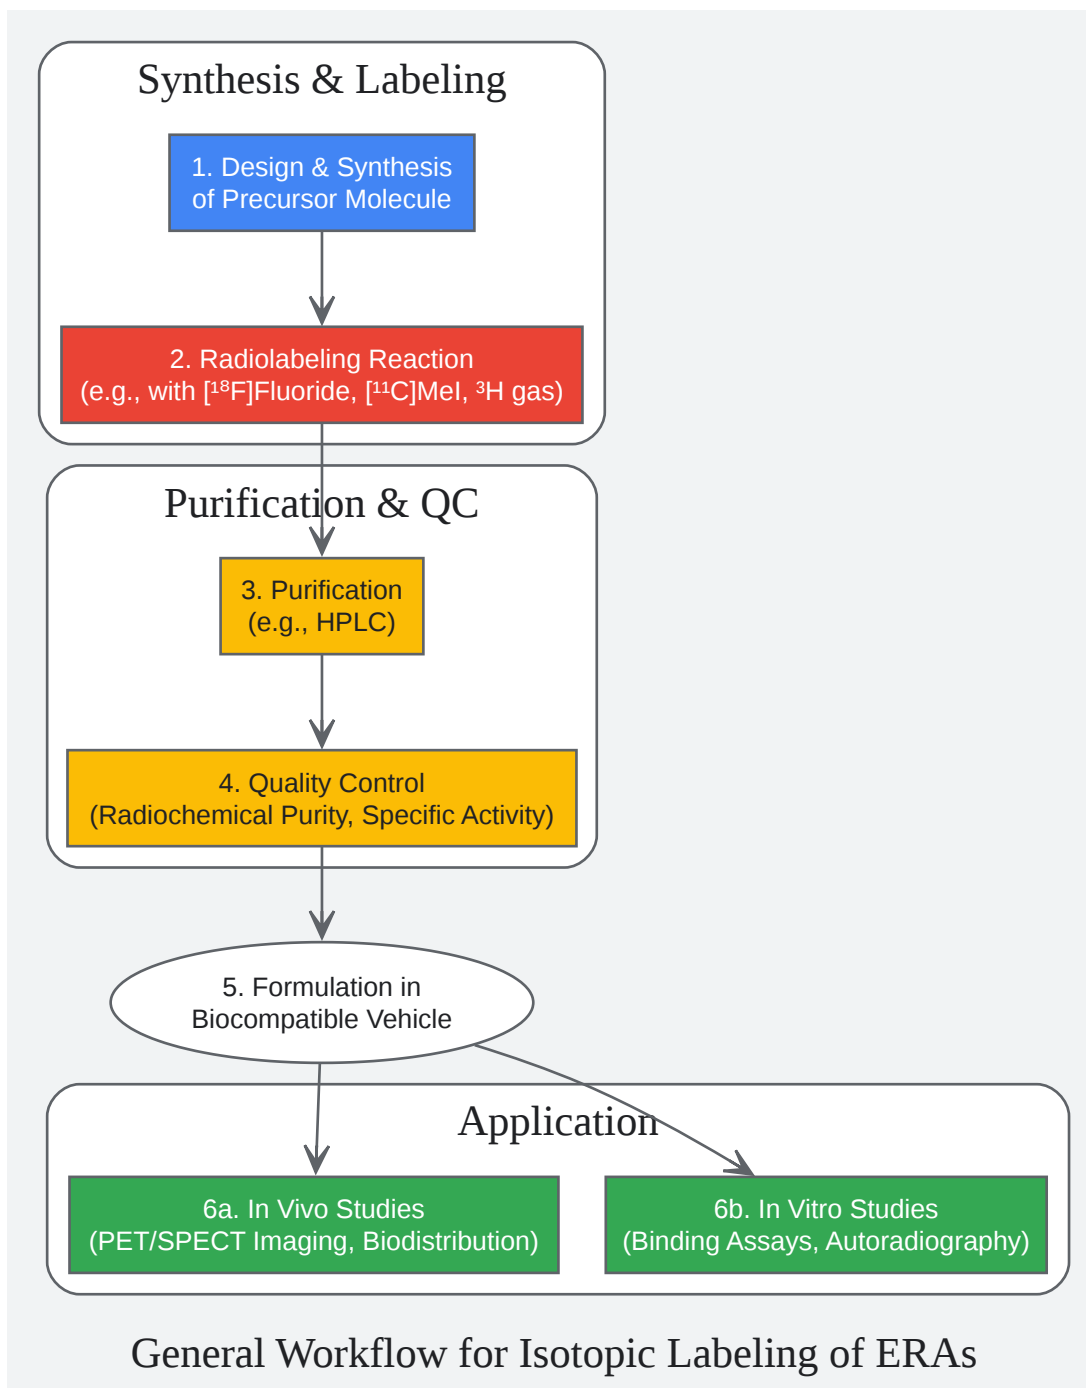 Synthesis & Labeling
1. Design & Synthesis
of Precursor Molecule
2. Radiolabeling Reaction
(e.g., with [¹⁸F]Fluoride, [¹¹C]MeI, ³H gas)
Purification & QC
3. Purification
(e.g., HPLC)
4. Quality Control
(Radiochemical Purity, Specific Activity)
5. Formulation in
Biocompatible Vehicle
Application
6a. In Vivo Studies
(PET/SPECT Imaging, Biodistribution)
6b. In Vitro Studies
(Binding Assays, Autoradiography)
General Workflow for Isotopic Labeling of ERAs